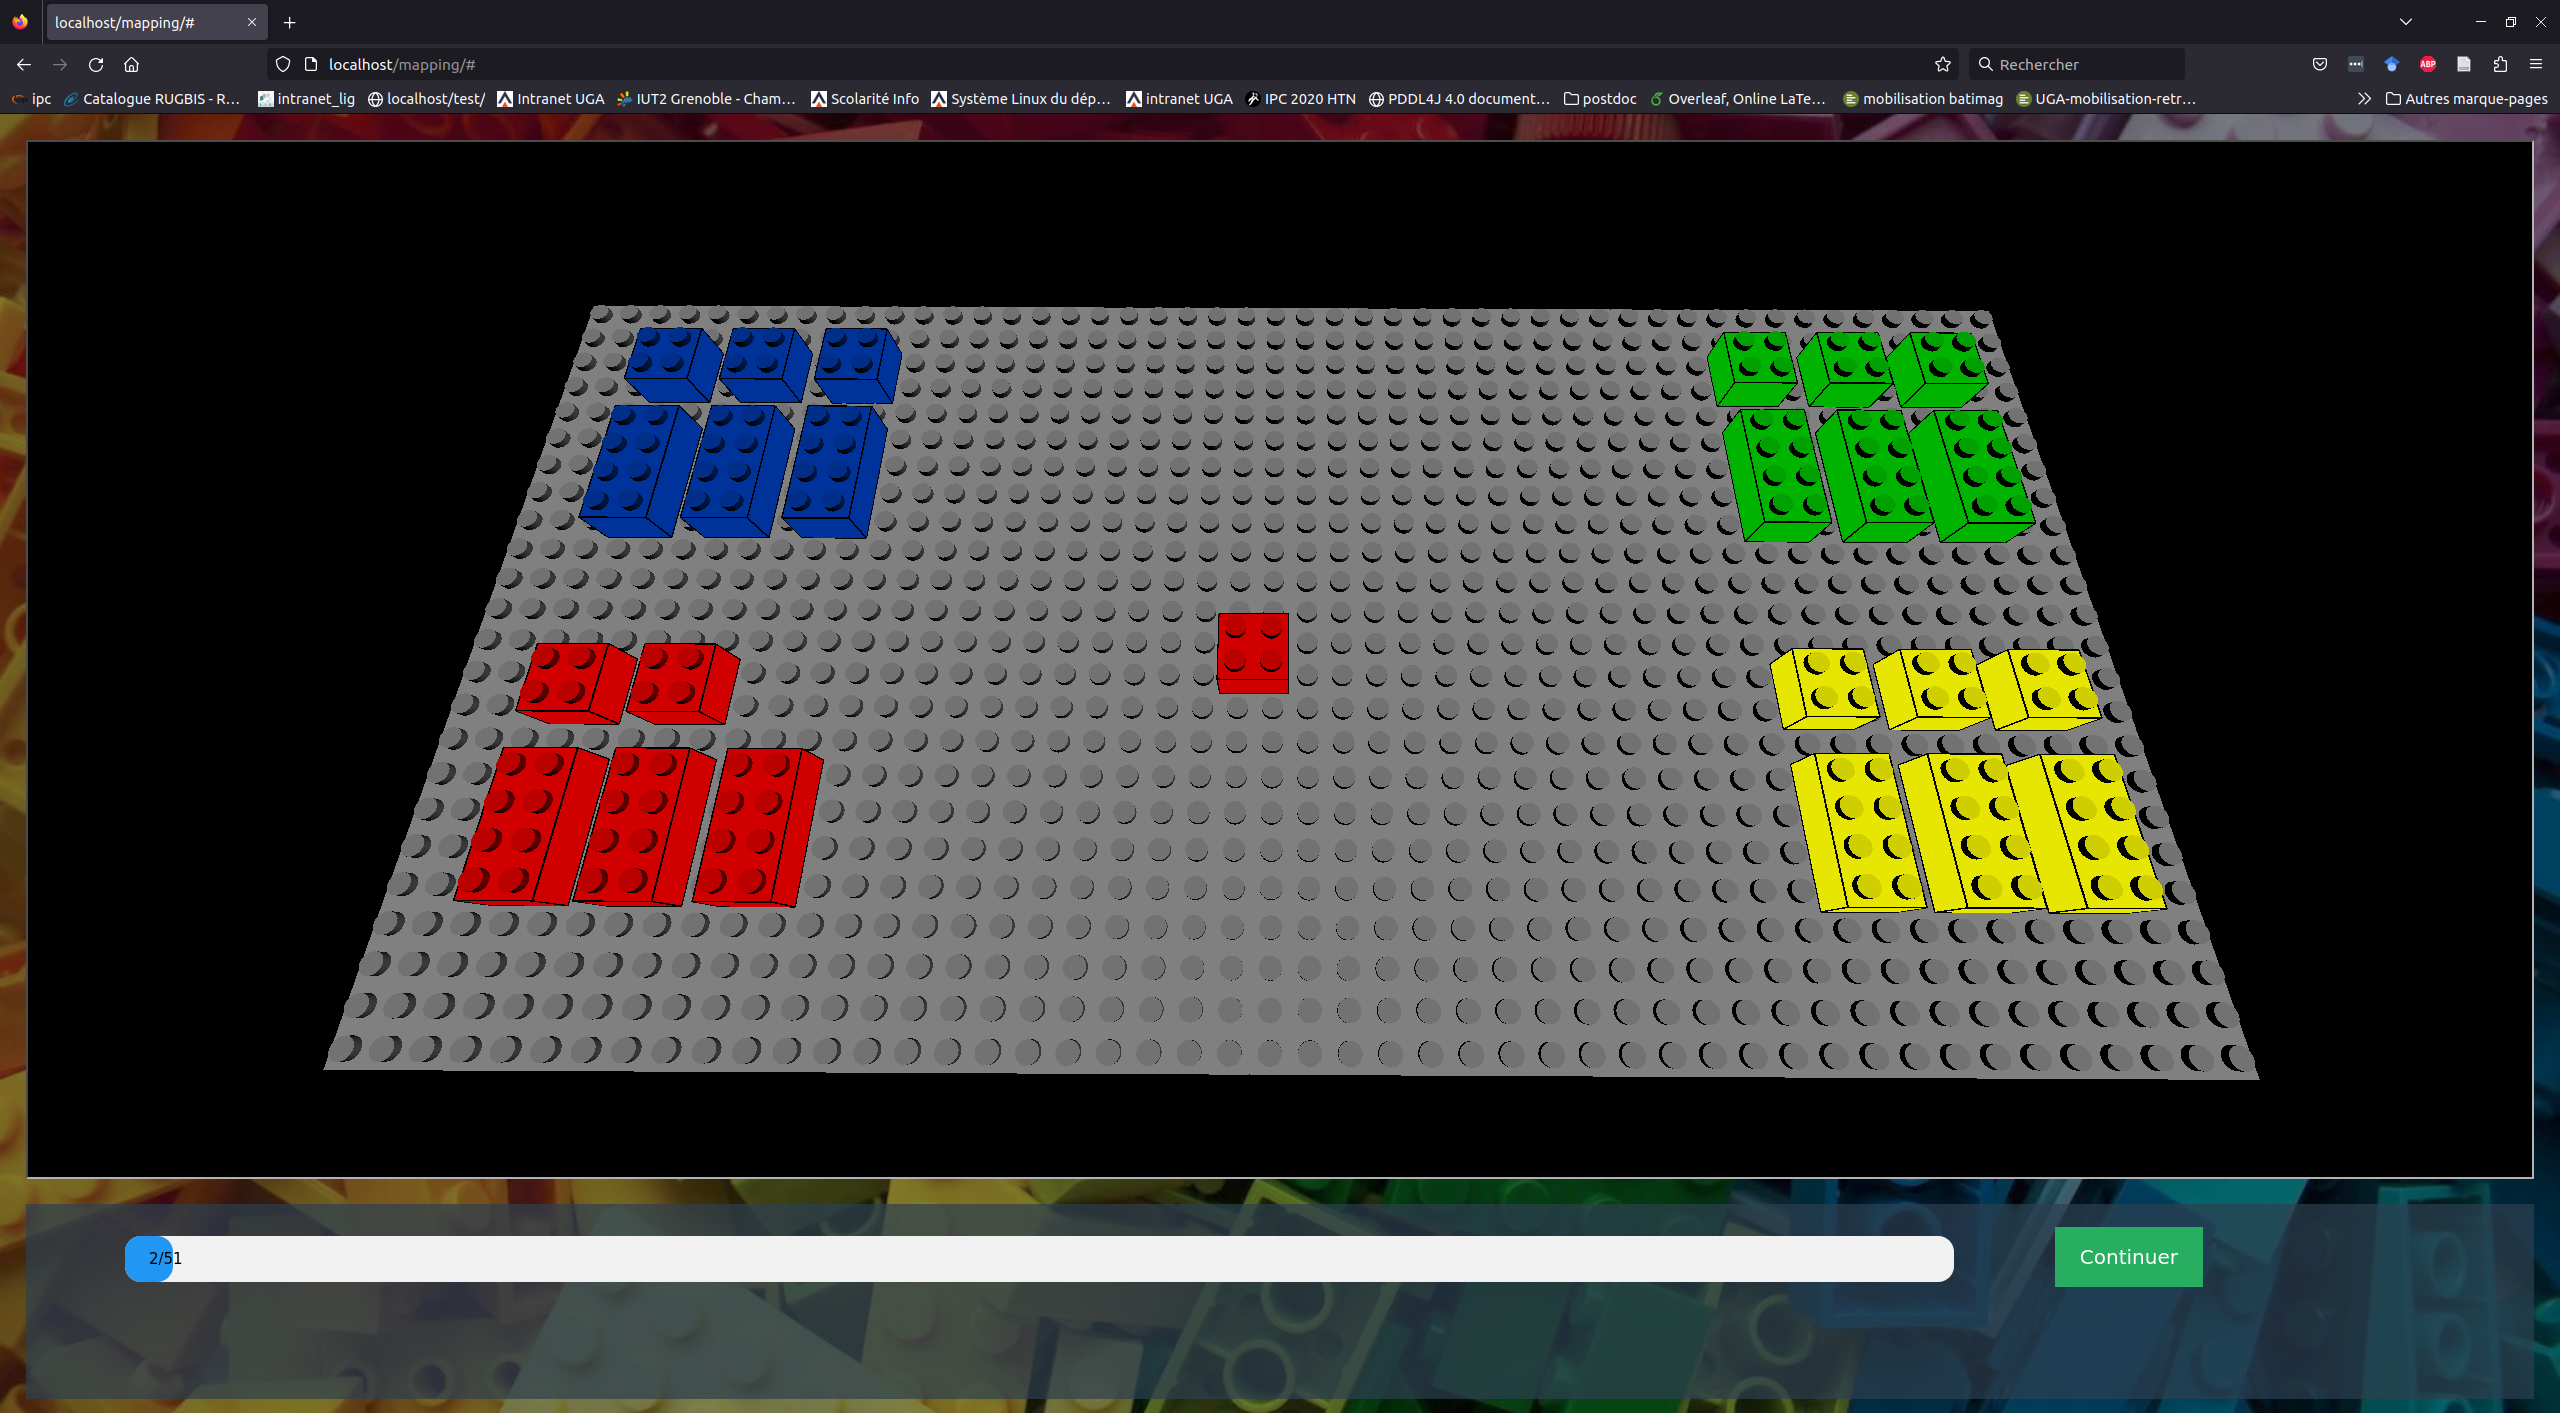 localhost/mapping/#
localhost/mapping/#
Rechercher
ABP
ipc
Catalogue RUGBIS - R…
intranet_lig
localhost/test/
Intranet UGA
IUT2 Grenoble - Cham…
Scolarité Info
Système Linux du dép…
intranet UGA
IPC 2020 HTN
PDDL4J 4.0 document…
postdoc
Overleaf, Online LaTe…
mobilisation batimag
UGA-mobilisation-retr…
Autres marque-pages
2/51
Continuer